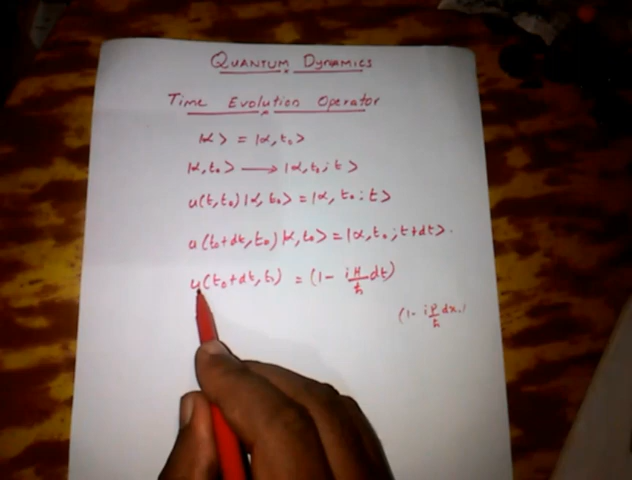 QUANTUM DYNAMICS
Time Evolution Operator
|α> = |α, t₀>
|α, t₀> ⟶ |α, t₀; t>
u(t, t₀)|α, t₀> = |α, t₀; t>
u(t₀+dt, t₀)|α, t₀> = |α, t₀; t+dt>.
u(t₀+dt, t₀) = (1 - iH/ħ dt)
(1 - iP/ħ dx)